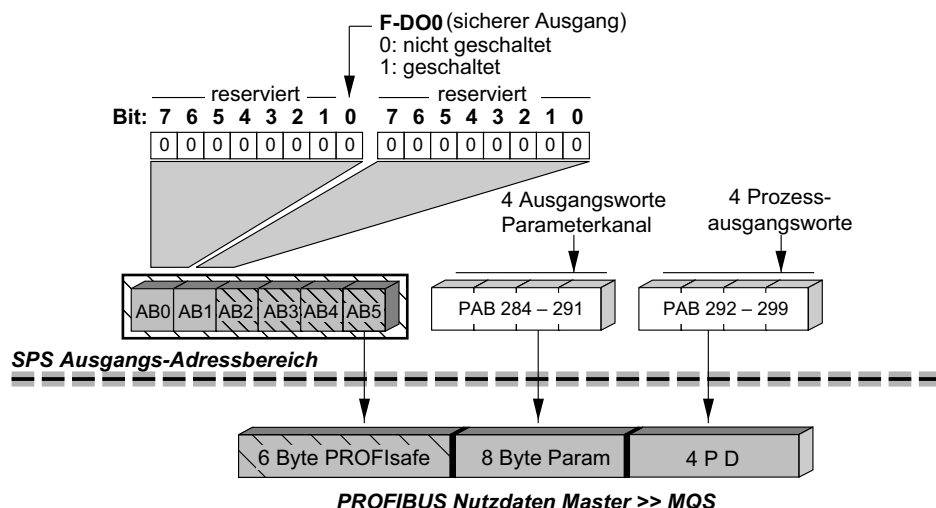 F-DO0 (sicherer Ausgang)
0: nicht geschaltet
1: geschaltet
reserviert reserviert
Bit: 7 6 5 4 3 2 1 0 7 6 5 4 3 2 1 0
0 0 0 0 0 0 0 0 0 0 0 0 0 0 0 0
4 Ausgangsworte
Parameterkanal
4 Prozess-
ausgangsworte
AB0 AB1 AB2 AB3 AB4 AB5
PAB 284 – 291
PAB 292 – 299
SPS Ausgangs-Adressbereich
6 Byte PROFIsafe
8 Byte Param
4 P D
PROFIBUS Nutzdaten Master >> MQS